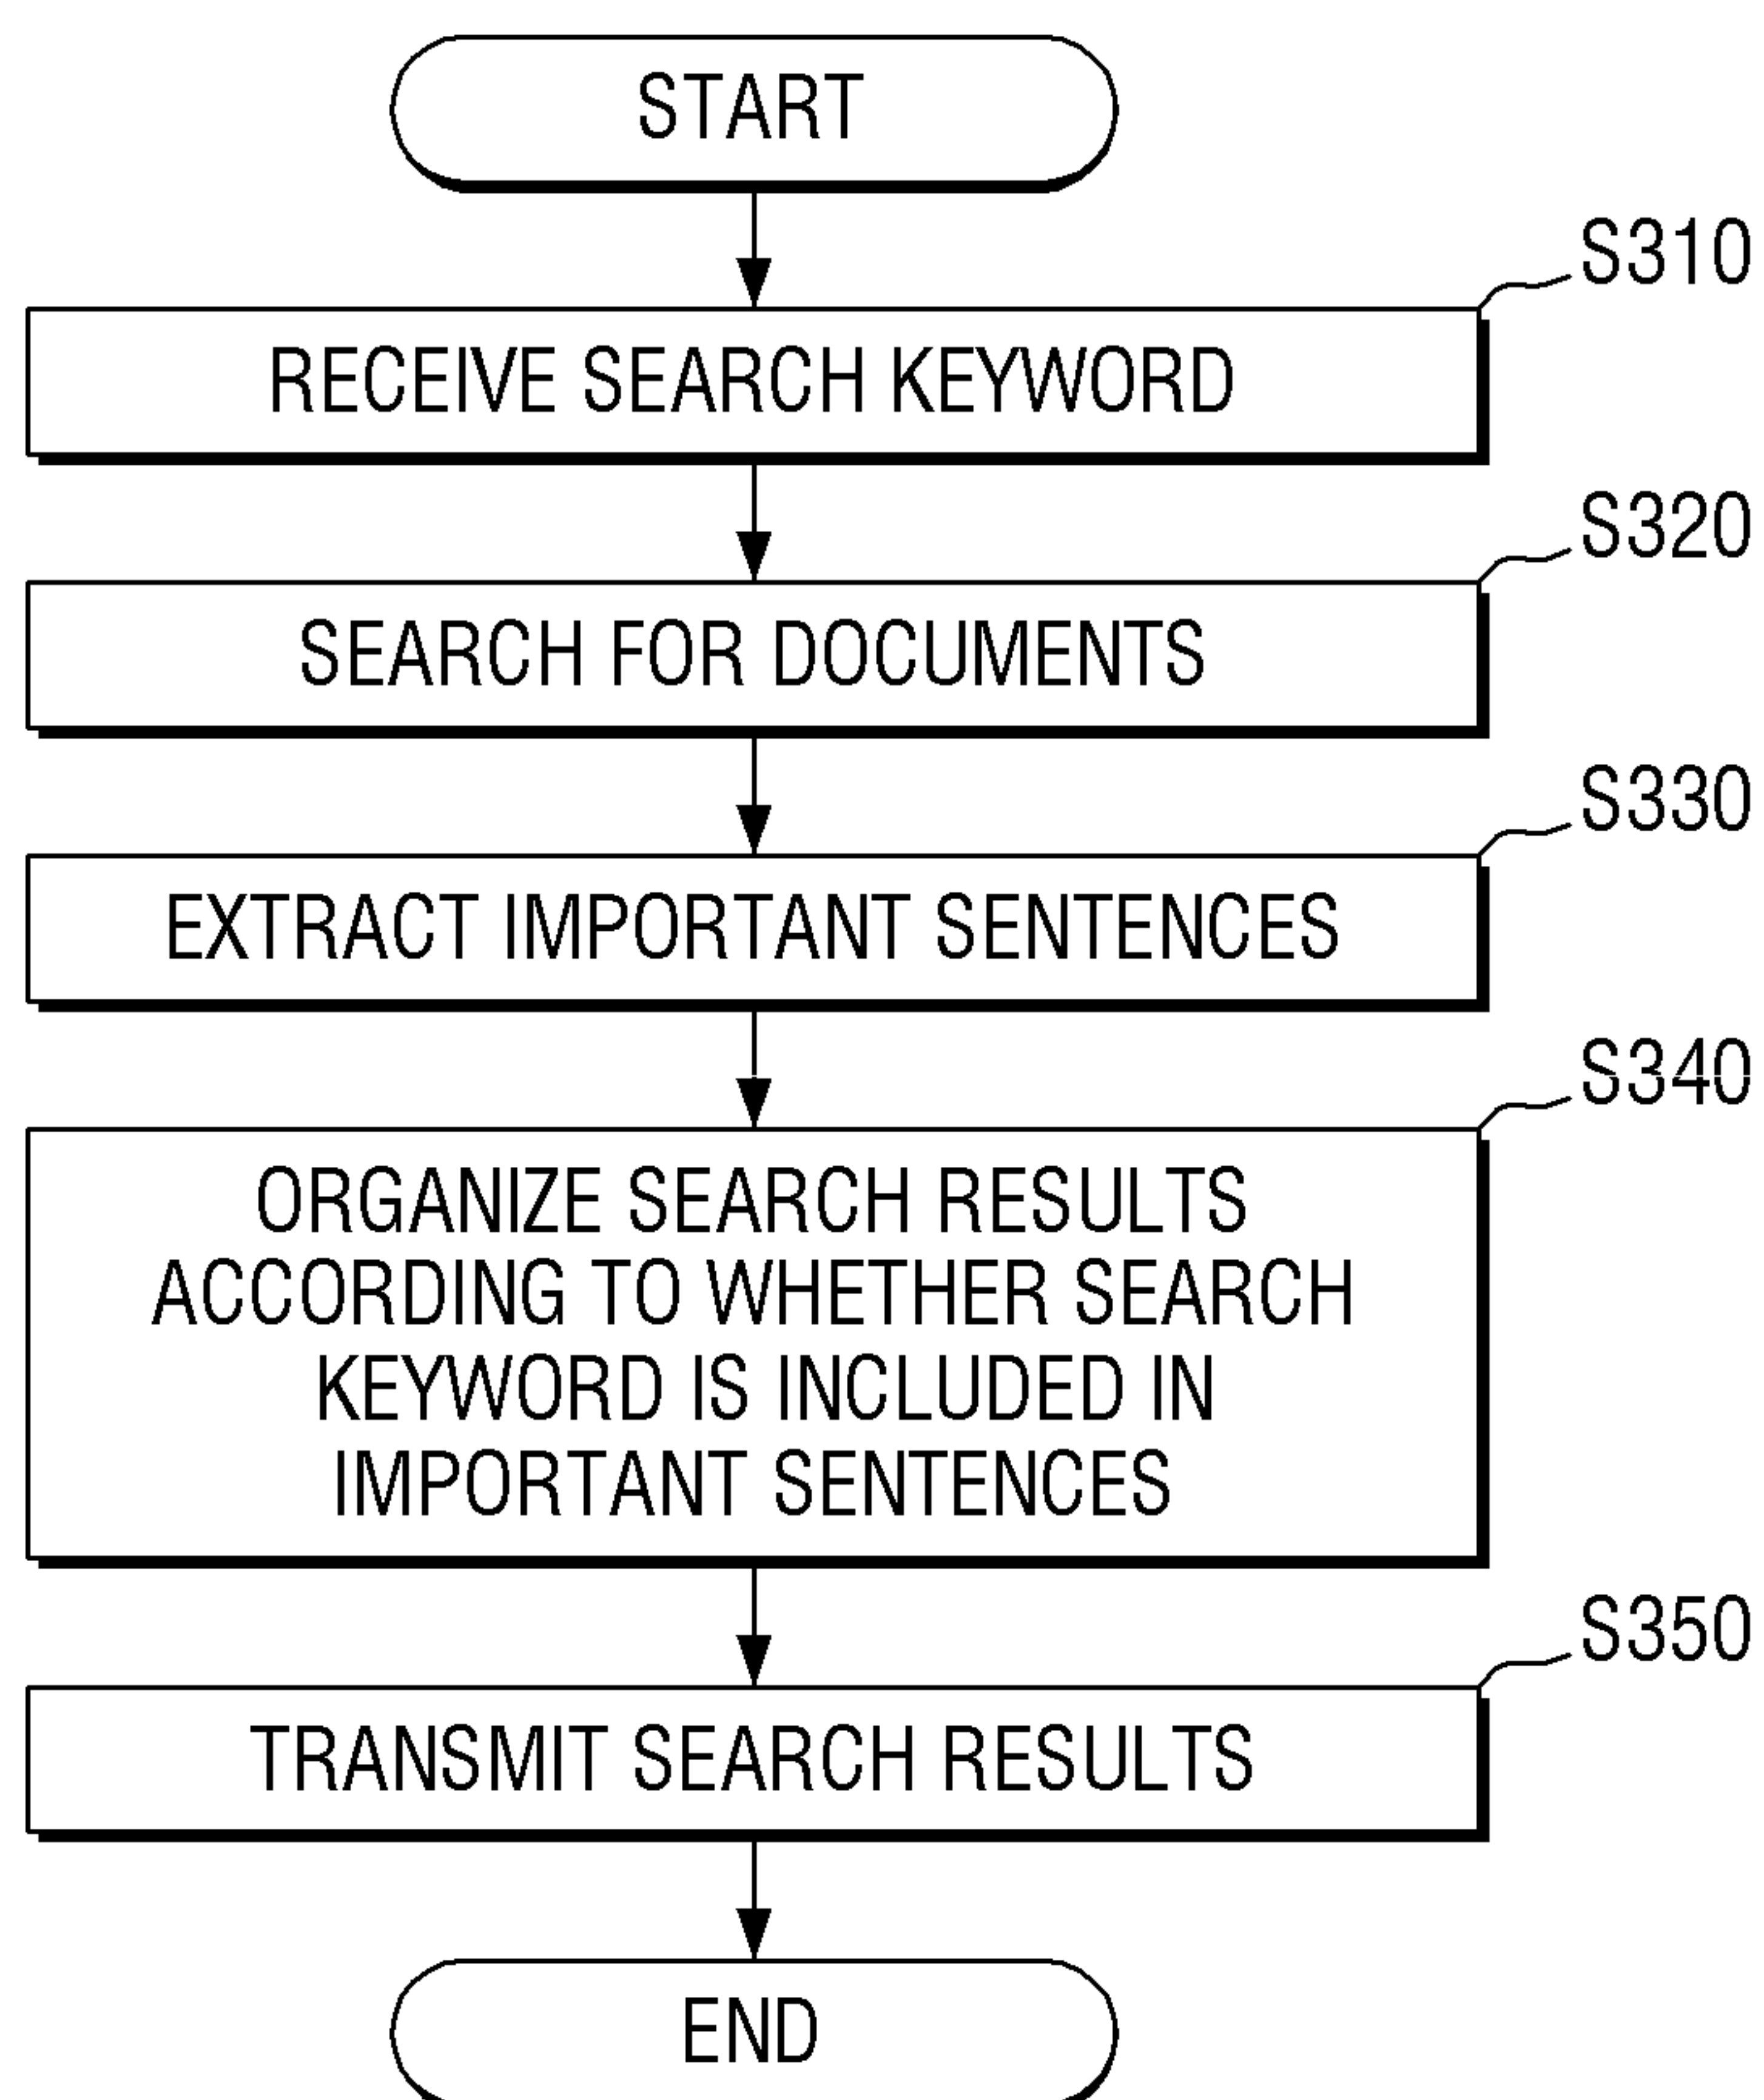 START
S310
RECEIVE SEARCH KEYWORD
S320
SEARCH FOR DOCUMENTS
S330
EXTRACT IMPORTANT SENTENCES
S340
ORGANIZE SEARCH RESULTS
ACCORDING TO WHETHER SEARCH
KEYWORD IS INCLUDED IN
IMPORTANT SENTENCES
S350
TRANSMIT SEARCH RESULTS
END